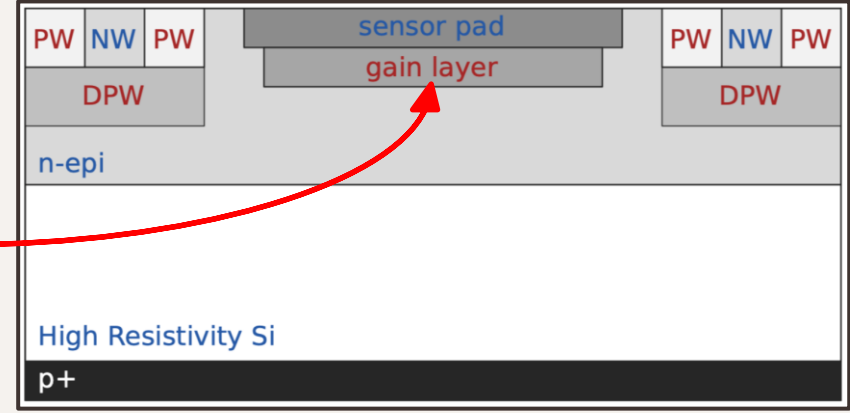 PW NW PW
sensor pad
PW NW PW
gain layer
DPW
DPW
n-epi
High Resistivity Si
p+